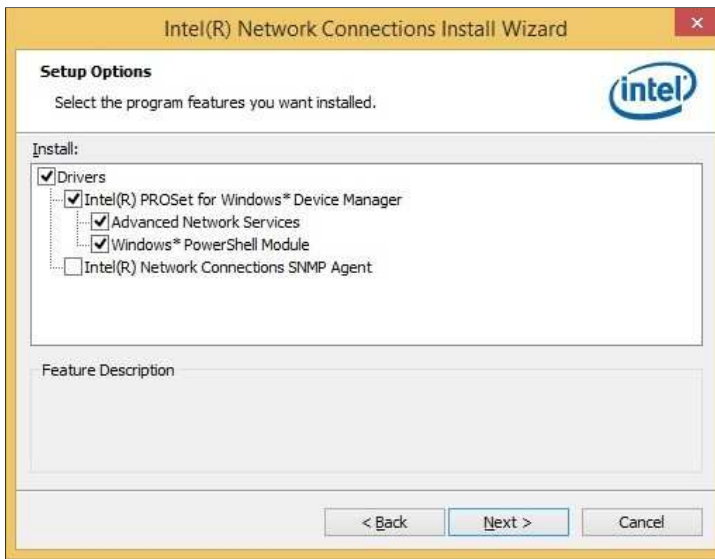 Intel(R) Network Connections Install Wizard
Setup Options
Select the program features you want installed.
intel
Install:
Drivers
Intel(R) PROSet for Windows* Device Manager
Advanced Network Services
Windows* PowerShell Module
Intel(R) Network Connections SNMP Agent
Feature Description
< Back
Next >
Cancel